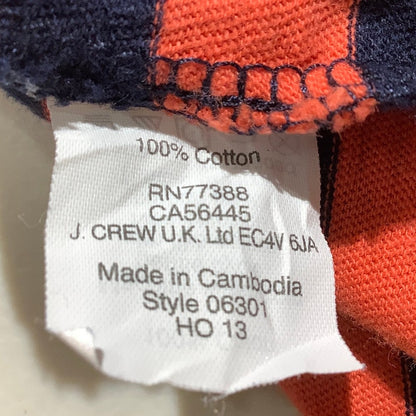 100% Cotton
RN77388
CA56445
J. CREW U.K. Ltd EC4V 6JA
Made in Cambodia
Style 06301
HO 13